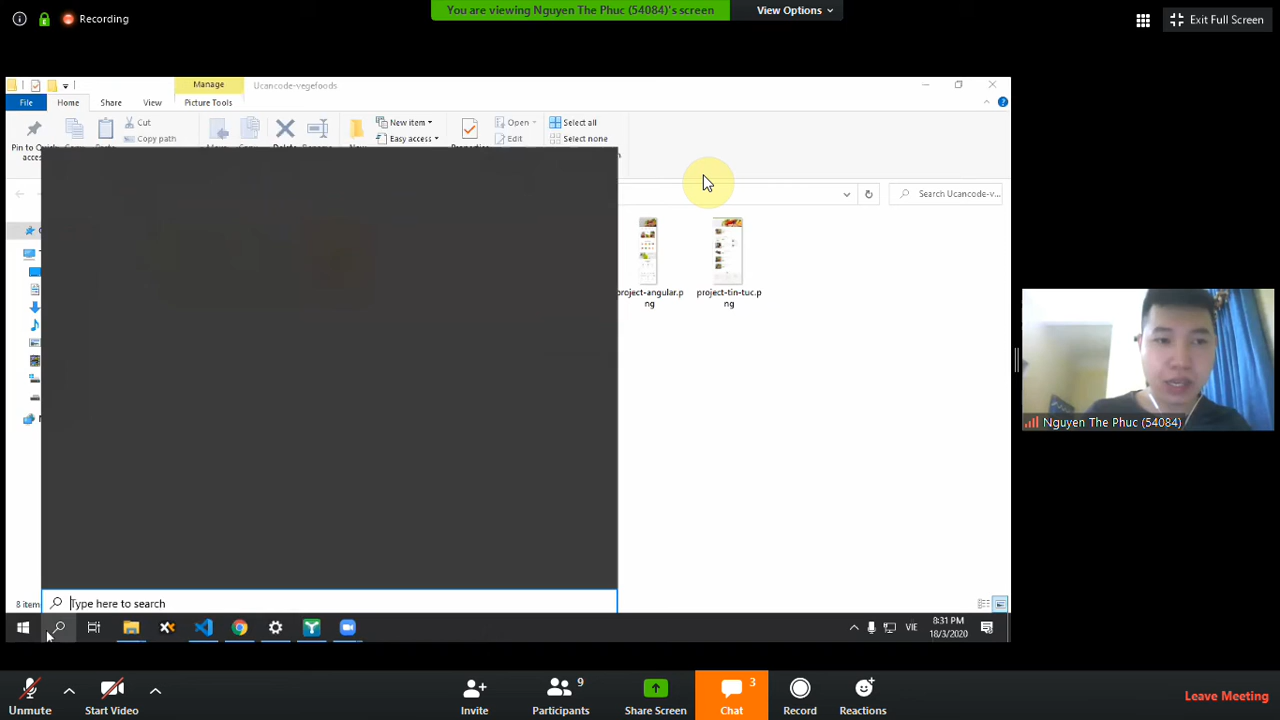 Recording
You are viewing Nguyen The Phuc (54084)'s screen
View Options
Exit Full Screen
Manage
Ucancode-vegefoods
File
Home
Share
View
Picture Tools
Pin to Quick
access
Cut
Copy path
New item
Easy access
Open
Edit
Select all
Select none
Search Ucancode-v...
project-angular.p
ng
project-tin-tuc.p
ng
Nguyen The Phuc (54084)
8 item
Type here to search
VIE
8:31 PM
18/3/2020
Unmute
Start Video
Invite
9
Participants
Share Screen
3
Chat
Record
Reactions
Leave Meeting